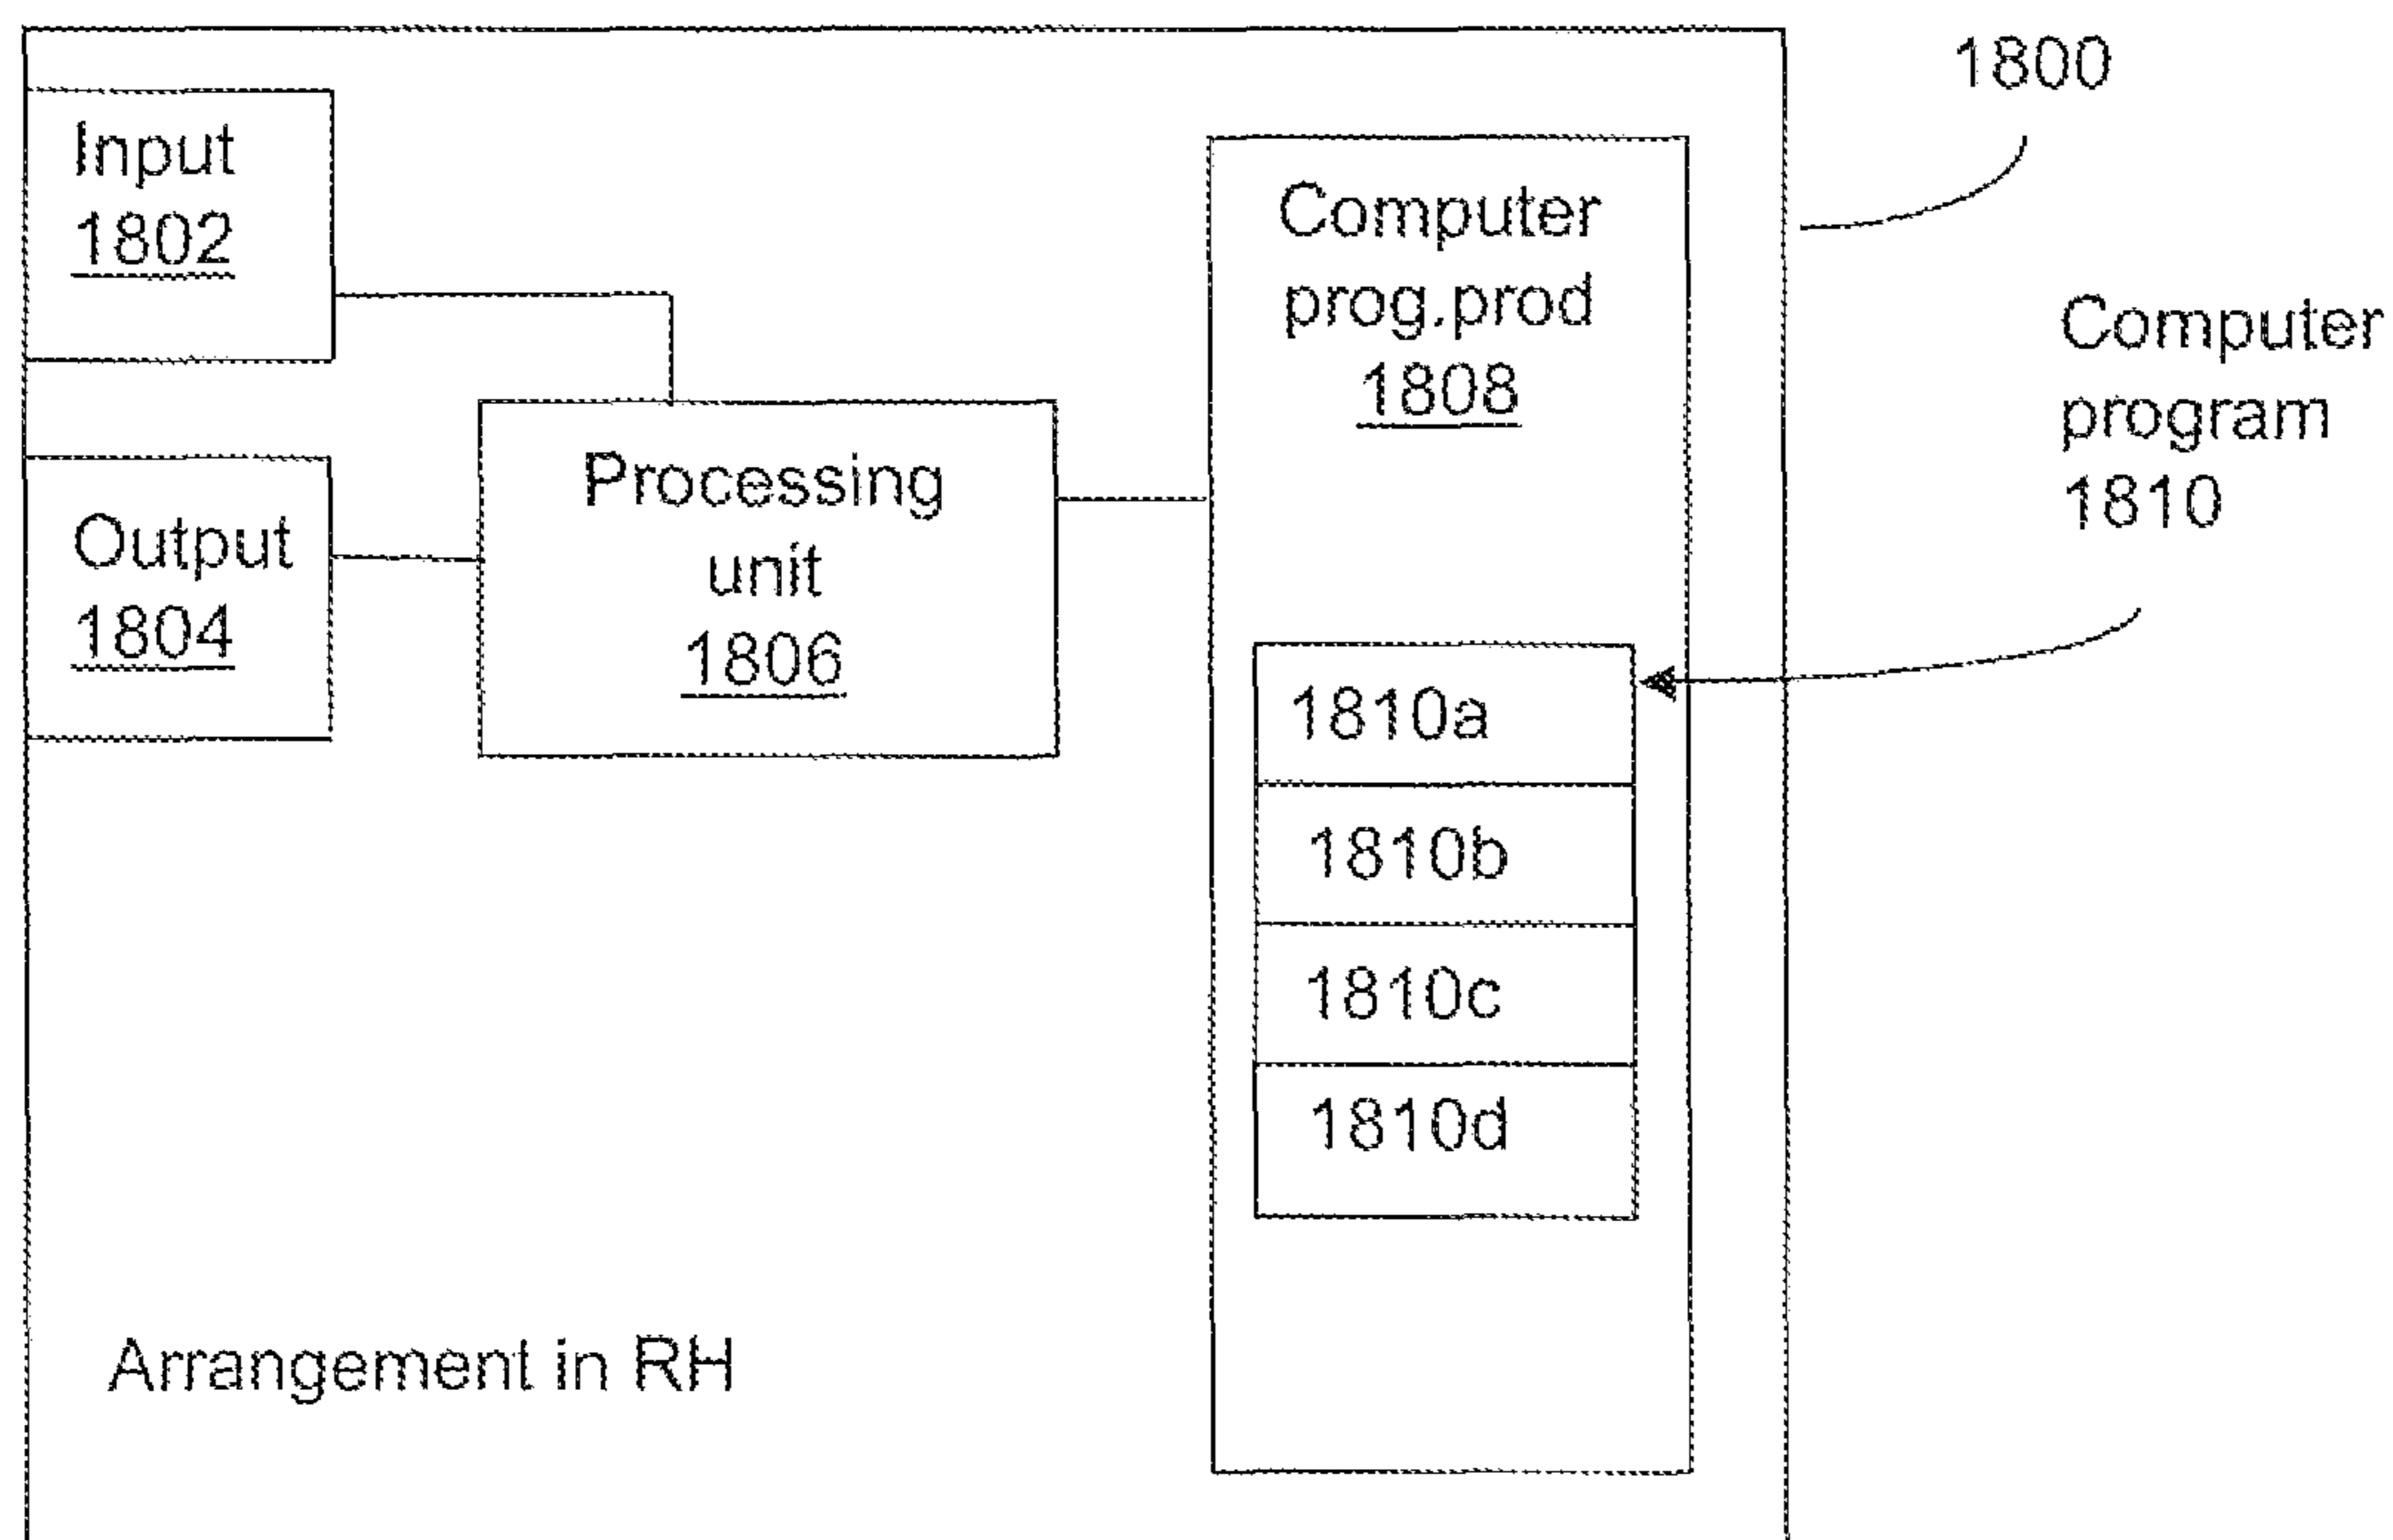 1800
Input
1802
Computer
prog.prod
1808
Computer
program
1810
Processing
unit
1806
Output
1804
1810a
1810b
1810c
1810d
Arrangement in RH